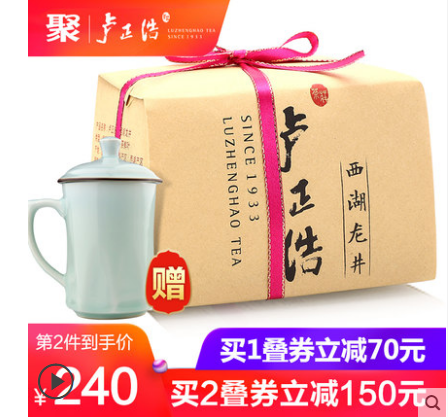 聚
卢正浩
LUZHENGHAO TEA
SINCE 1933
SINCE 1933
LUZHENGHAO TEA
卢正浩
西湖龙井
赠
第2件到手价
¥240
买1叠券立减70元
买2叠券立减150元